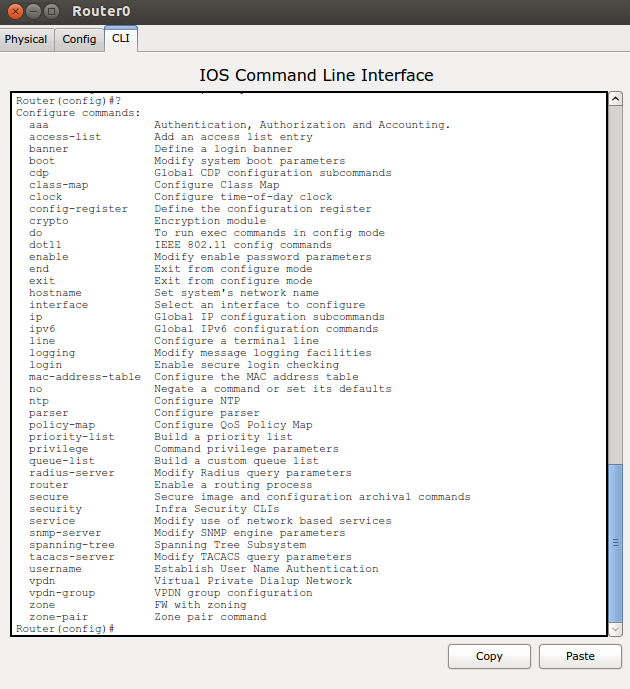 Router0
Physical Config CLI
IOS Command Line Interface
Router(config)#?
Configure commands:
aaa Authentication, Authorization and Accounting.
access-list Add an access list entry
banner Define a login banner
boot Modify system boot parameters
cdp Global CDP configuration subcommands
class-map Configure Class Map
clock Configure time-of-day clock
config-register Define the configuration register
crypto Encryption module
do To run exec commands in config mode
dot11 IEEE 802.11 config commands
enable Modify enable password parameters
end Exit from configure mode
exit Exit from configure mode
hostname Set system's network name
interface Select an interface to configure
ip Global IP configuration subcommands
ipv6 Global IPv6 configuration commands
line Configure a terminal line
logging Modify message logging facilities
login Enable secure login checking
mac-address-table Configure the MAC address table
no Negate a command or set its defaults
ntp Configure NTP
parser Configure parser
policy-map Configure QoS Policy Map
priority-list Build a priority list
privilege Command privilege parameters
queue-list Build a custom queue list
radius-server Modify Radius query parameters
router Enable a routing process
secure Secure image and configuration archival commands
security Infra Security CLIs
service Modify use of network based services
snmp-server Modify SNMP engine parameters
spanning-tree Spanning Tree Subsystem
tacacs-server Modify TACACS query parameters
username Establish User Name Authentication
vpdn Virtual Private Dialup Network
vpdn-group VPDN group configuration
zone FW with zoning
zone-pair Zone pair command
Router(config)#
Copy Paste